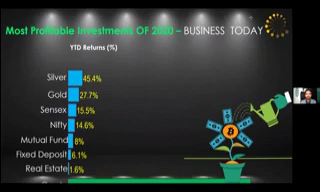 Most Profitable Investments OF 2020 – BUSINESS TODAY
YTD Returns (%)
Silver 45.4%
Gold 27.7%
Sensex 15.5%
Nifty 14.6%
Mutual Fund 8%
Fixed Deposit 6.1%
Real Estate 1.6%